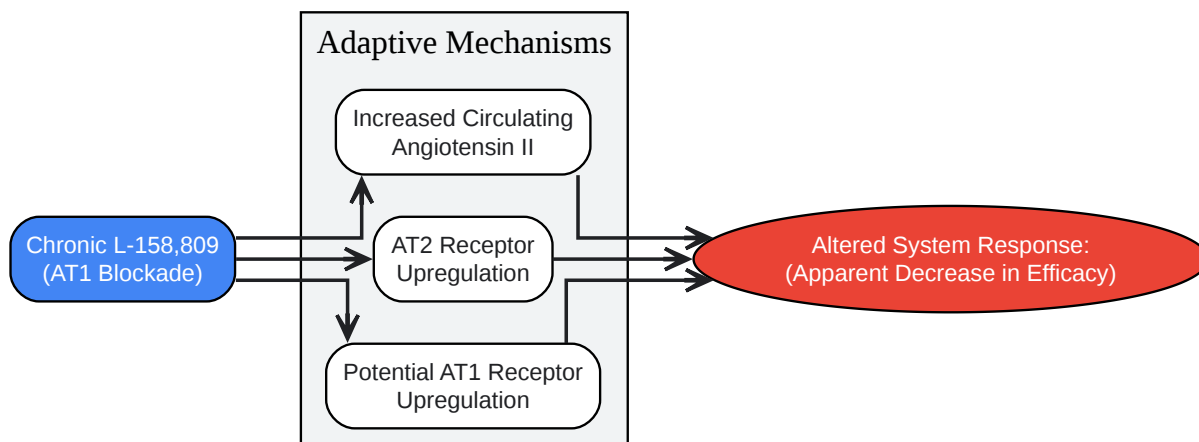 Adaptive Mechanisms
Increased Circulating
Angiotensin II
Chronic L-158,809
(AT1 Blockade)
AT2 Receptor
Upregulation
Altered System Response:
(Apparent Decrease in Efficacy)
Potential AT1 Receptor
Upregulation